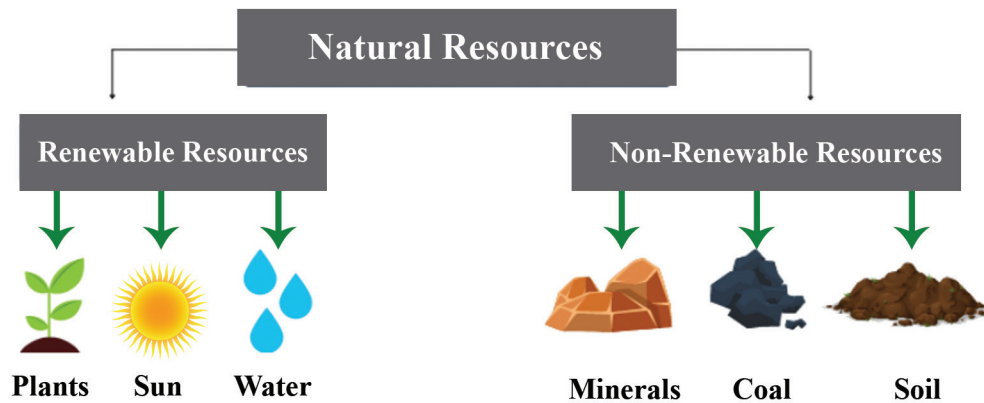 Natural Resources
Renewable Resources
Non-Renewable Resources
Plants
Sun
Water
Minerals
Coal
Soil